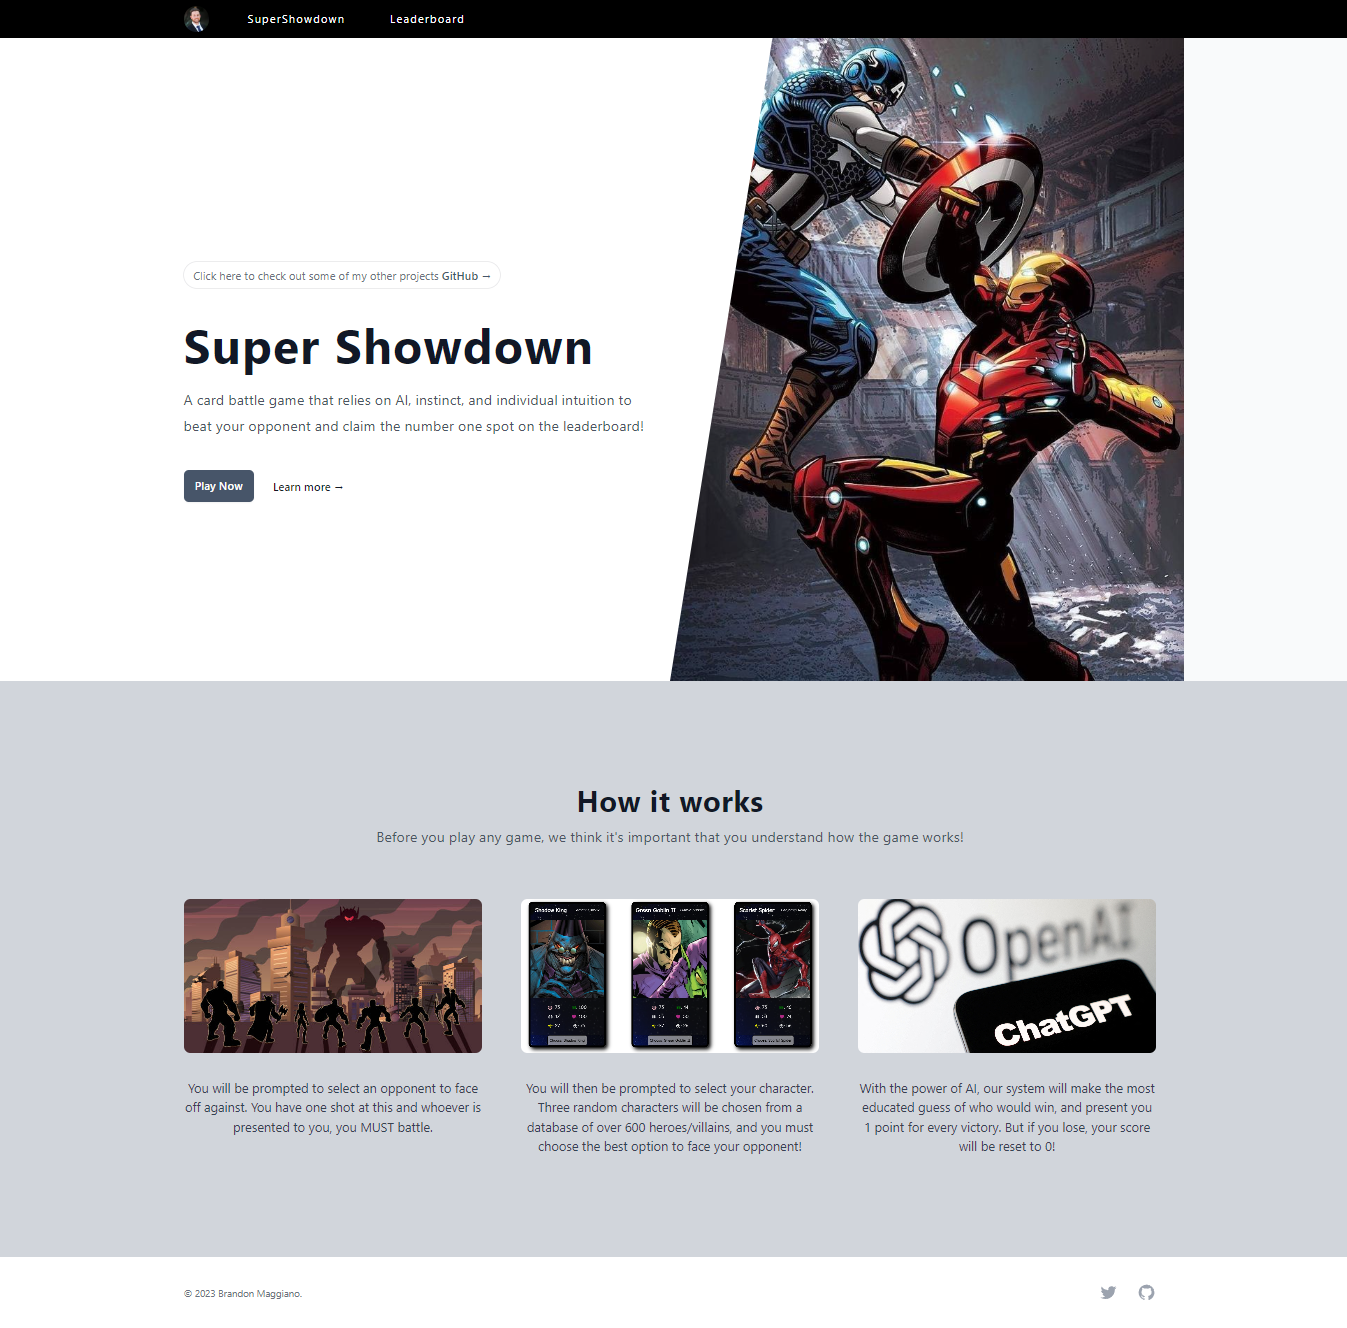 SuperShowdown
Leaderboard
Click here to check out some of my other projects GitHub →
Super Showdown
A card battle game that relies on AI, instinct, and individual intuition to
beat your opponent and claim the number one spot on the leaderboard!
Play Now
Learn more →
How it works
Before you play any game, we think it's important that you understand how the game works!
Shadow King
Green Goblin II
Scarlet Spider
OpenAI
ChatGPT
You will be prompted to select an opponent to face
off against. You have one shot at this and whoever is
presented to you, you MUST battle.
You will then be prompted to select your character.
Three random characters will be chosen from a
database of over 600 heroes/villains, and you must
choose the best option to face your opponent!
With the power of AI, our system will make the most
educated guess of who would win, and present you
1 point for every victory. But if you lose, your score
will be reset to 0!
© 2023 Brandon Maggiano.